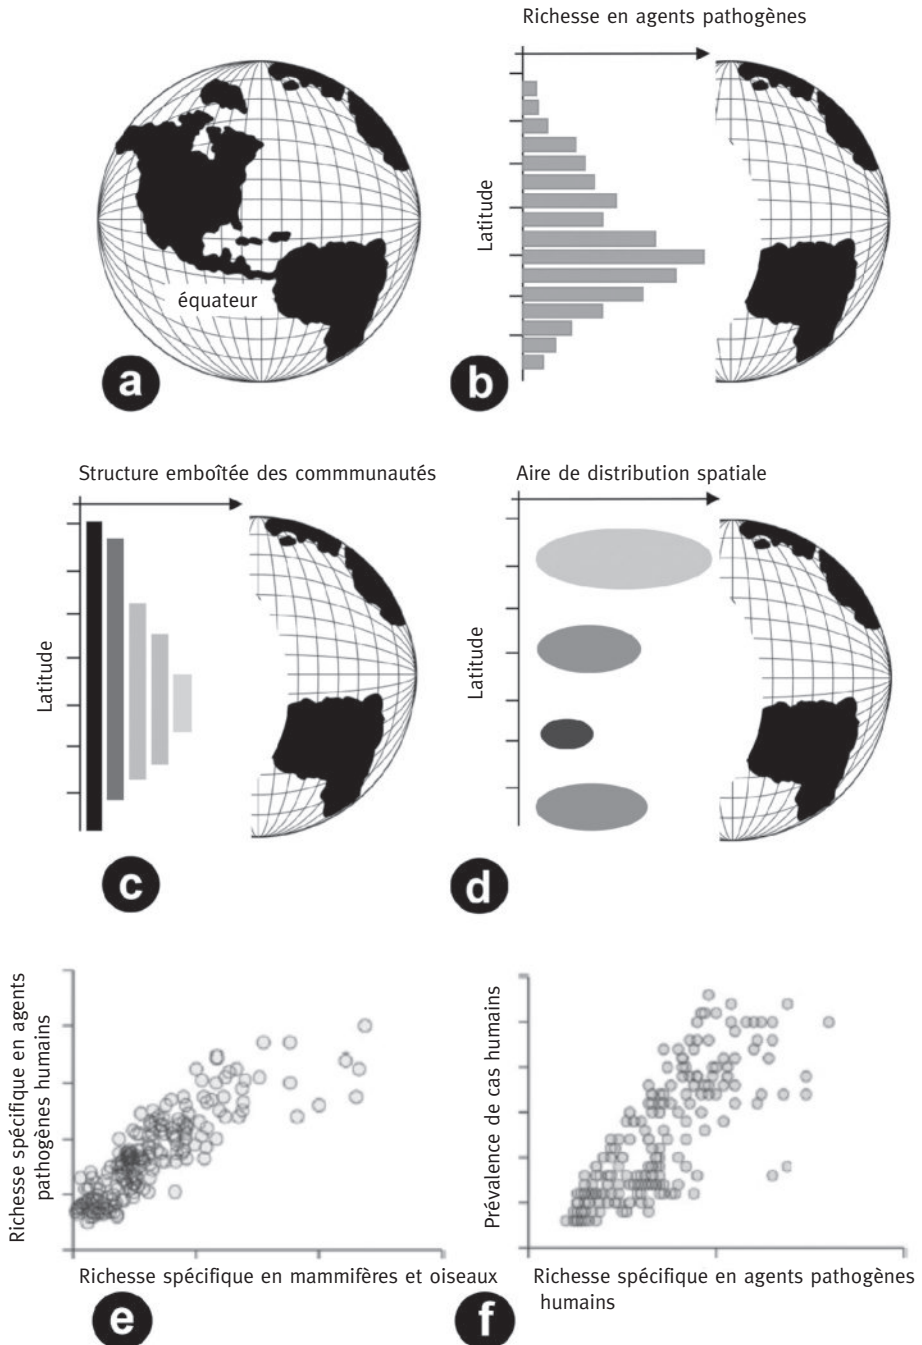 Richesse en agents pathogènes
Latitude
équateur
a
b
Structure emboîtée des commmunautés
Aire de distribution spatiale
Latitude
Latitude
c
d
Richesse spécifique en agents
pathogènes humains
Prévalence de cas humains
Richesse spécifique en mammifères et oiseaux
Richesse spécifique en agents pathogènes
humains
e
f